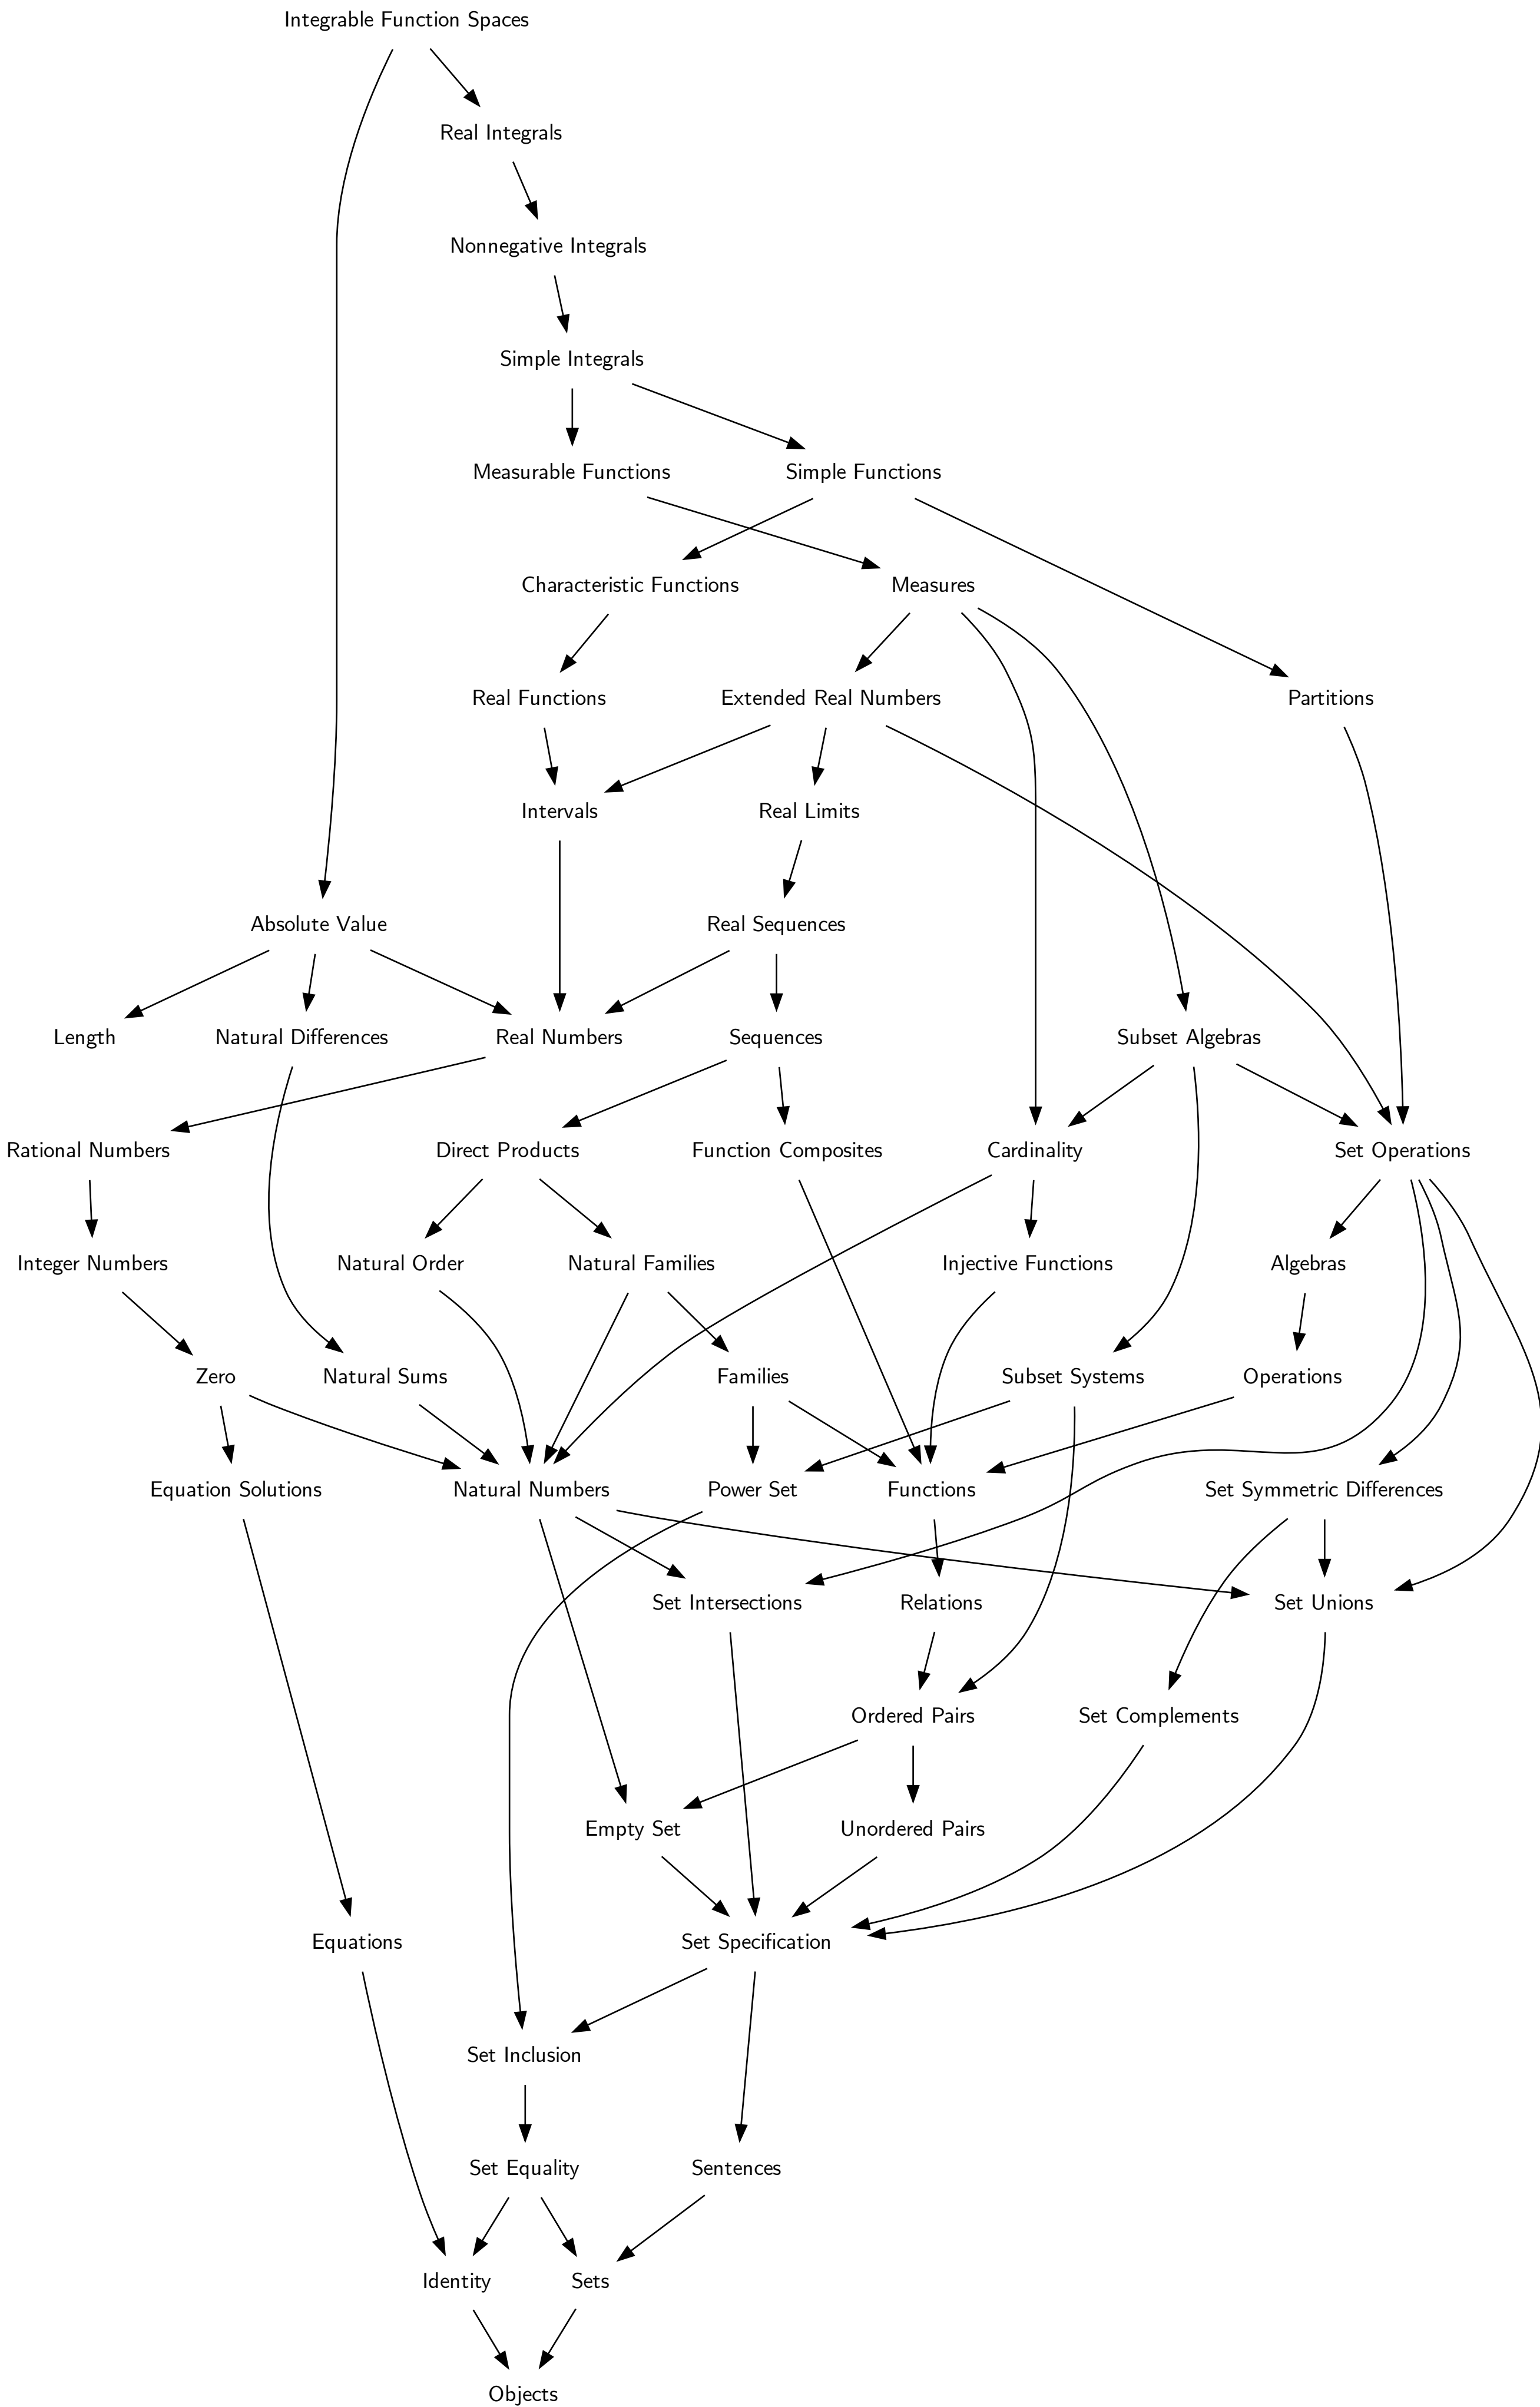 Integrable Function Spaces
Real Integrals
Nonnegative Integrals
Simple Integrals
Measurable Functions
Simple Functions
Characteristic Functions
Measures
Real Functions
Extended Real Numbers
Partitions
Intervals
Real Limits
Absolute Value
Real Sequences
Length
Natural Differences
Real Numbers
Sequences
Subset Algebras
Rational Numbers
Direct Products
Function Composites
Cardinality
Set Operations
Integer Numbers
Natural Order
Natural Families
Injective Functions
Algebras
Zero
Natural Sums
Families
Subset Systems
Operations
Equation Solutions
Natural Numbers
Power Set
Functions
Set Symmetric Differences
Set Intersections
Relations
Set Unions
Ordered Pairs
Set Complements
Empty Set
Unordered Pairs
Equations
Set Specification
Set Inclusion
Set Equality
Sentences
Identity
Sets
Objects